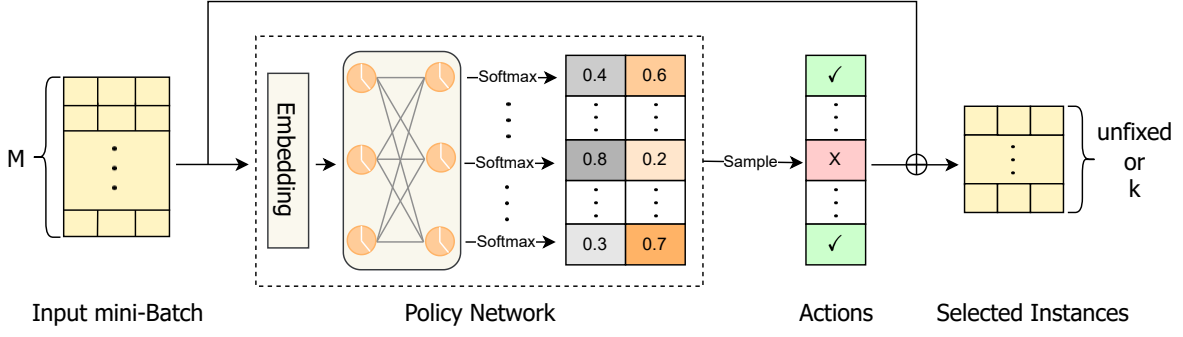 M
Embedding
Softmax
0.4 0.6
Softmax
0.8 0.2
Softmax
0.3 0.7
Sample
✓
X
✓
unfixed
or
k
Input mini-Batch
Policy Network
Actions
Selected Instances